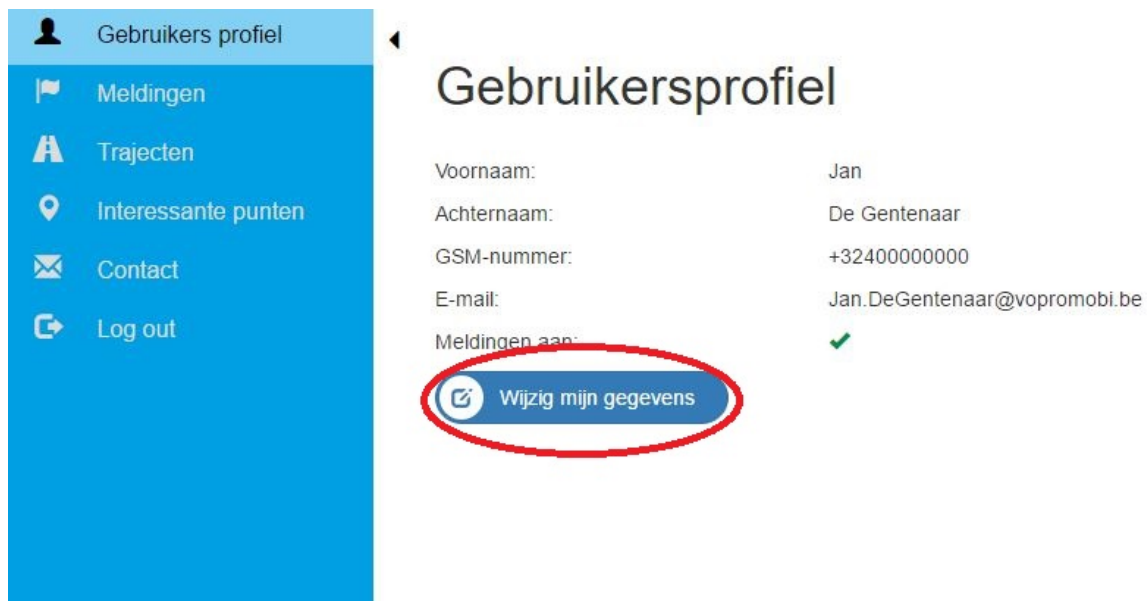 Gebruikers profiel
Meldingen
Trajecten
Interessante punten
Contact
Log out
Gebruikersprofiel
Voornaam: Jan
Achternaam: De Gentenaar
GSM-nummer: +32400000000
E-mail: Jan.DeGentenaar@vopromobi.be
Meldingen aan:
Wijzig mijn gegevens